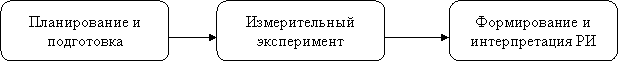 Планирование и
подготовка
Измерительный
эксперимент
Формирование и
интерпретация РИ